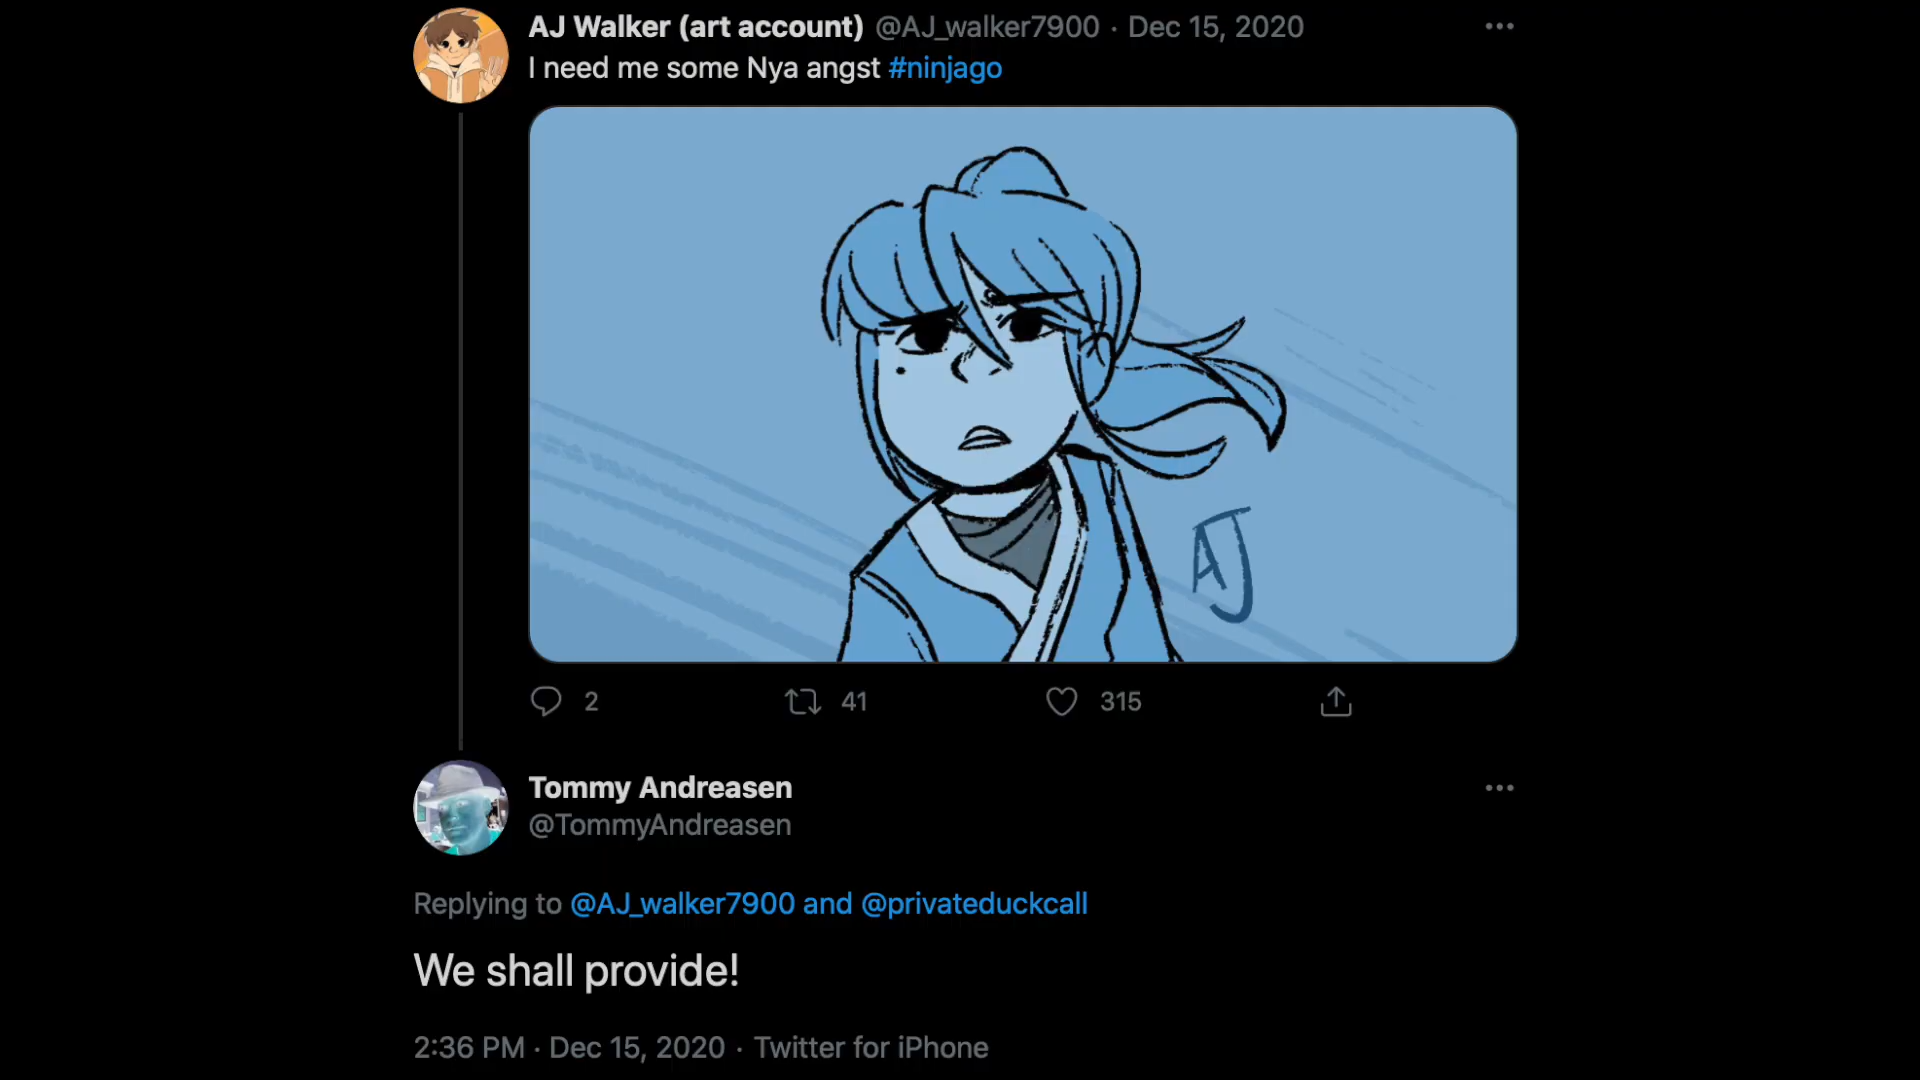 AJ Walker (art account) @AJ_walker7900 · Dec 15, 2020
I need me some Nya angst #ninjago
AJ
2 41 315
Tommy Andreasen
@TommyAndreasen
Replying to @AJ_walker7900 and @privateduckcall
We shall provide!
2:36 PM · Dec 15, 2020 · Twitter for iPhone